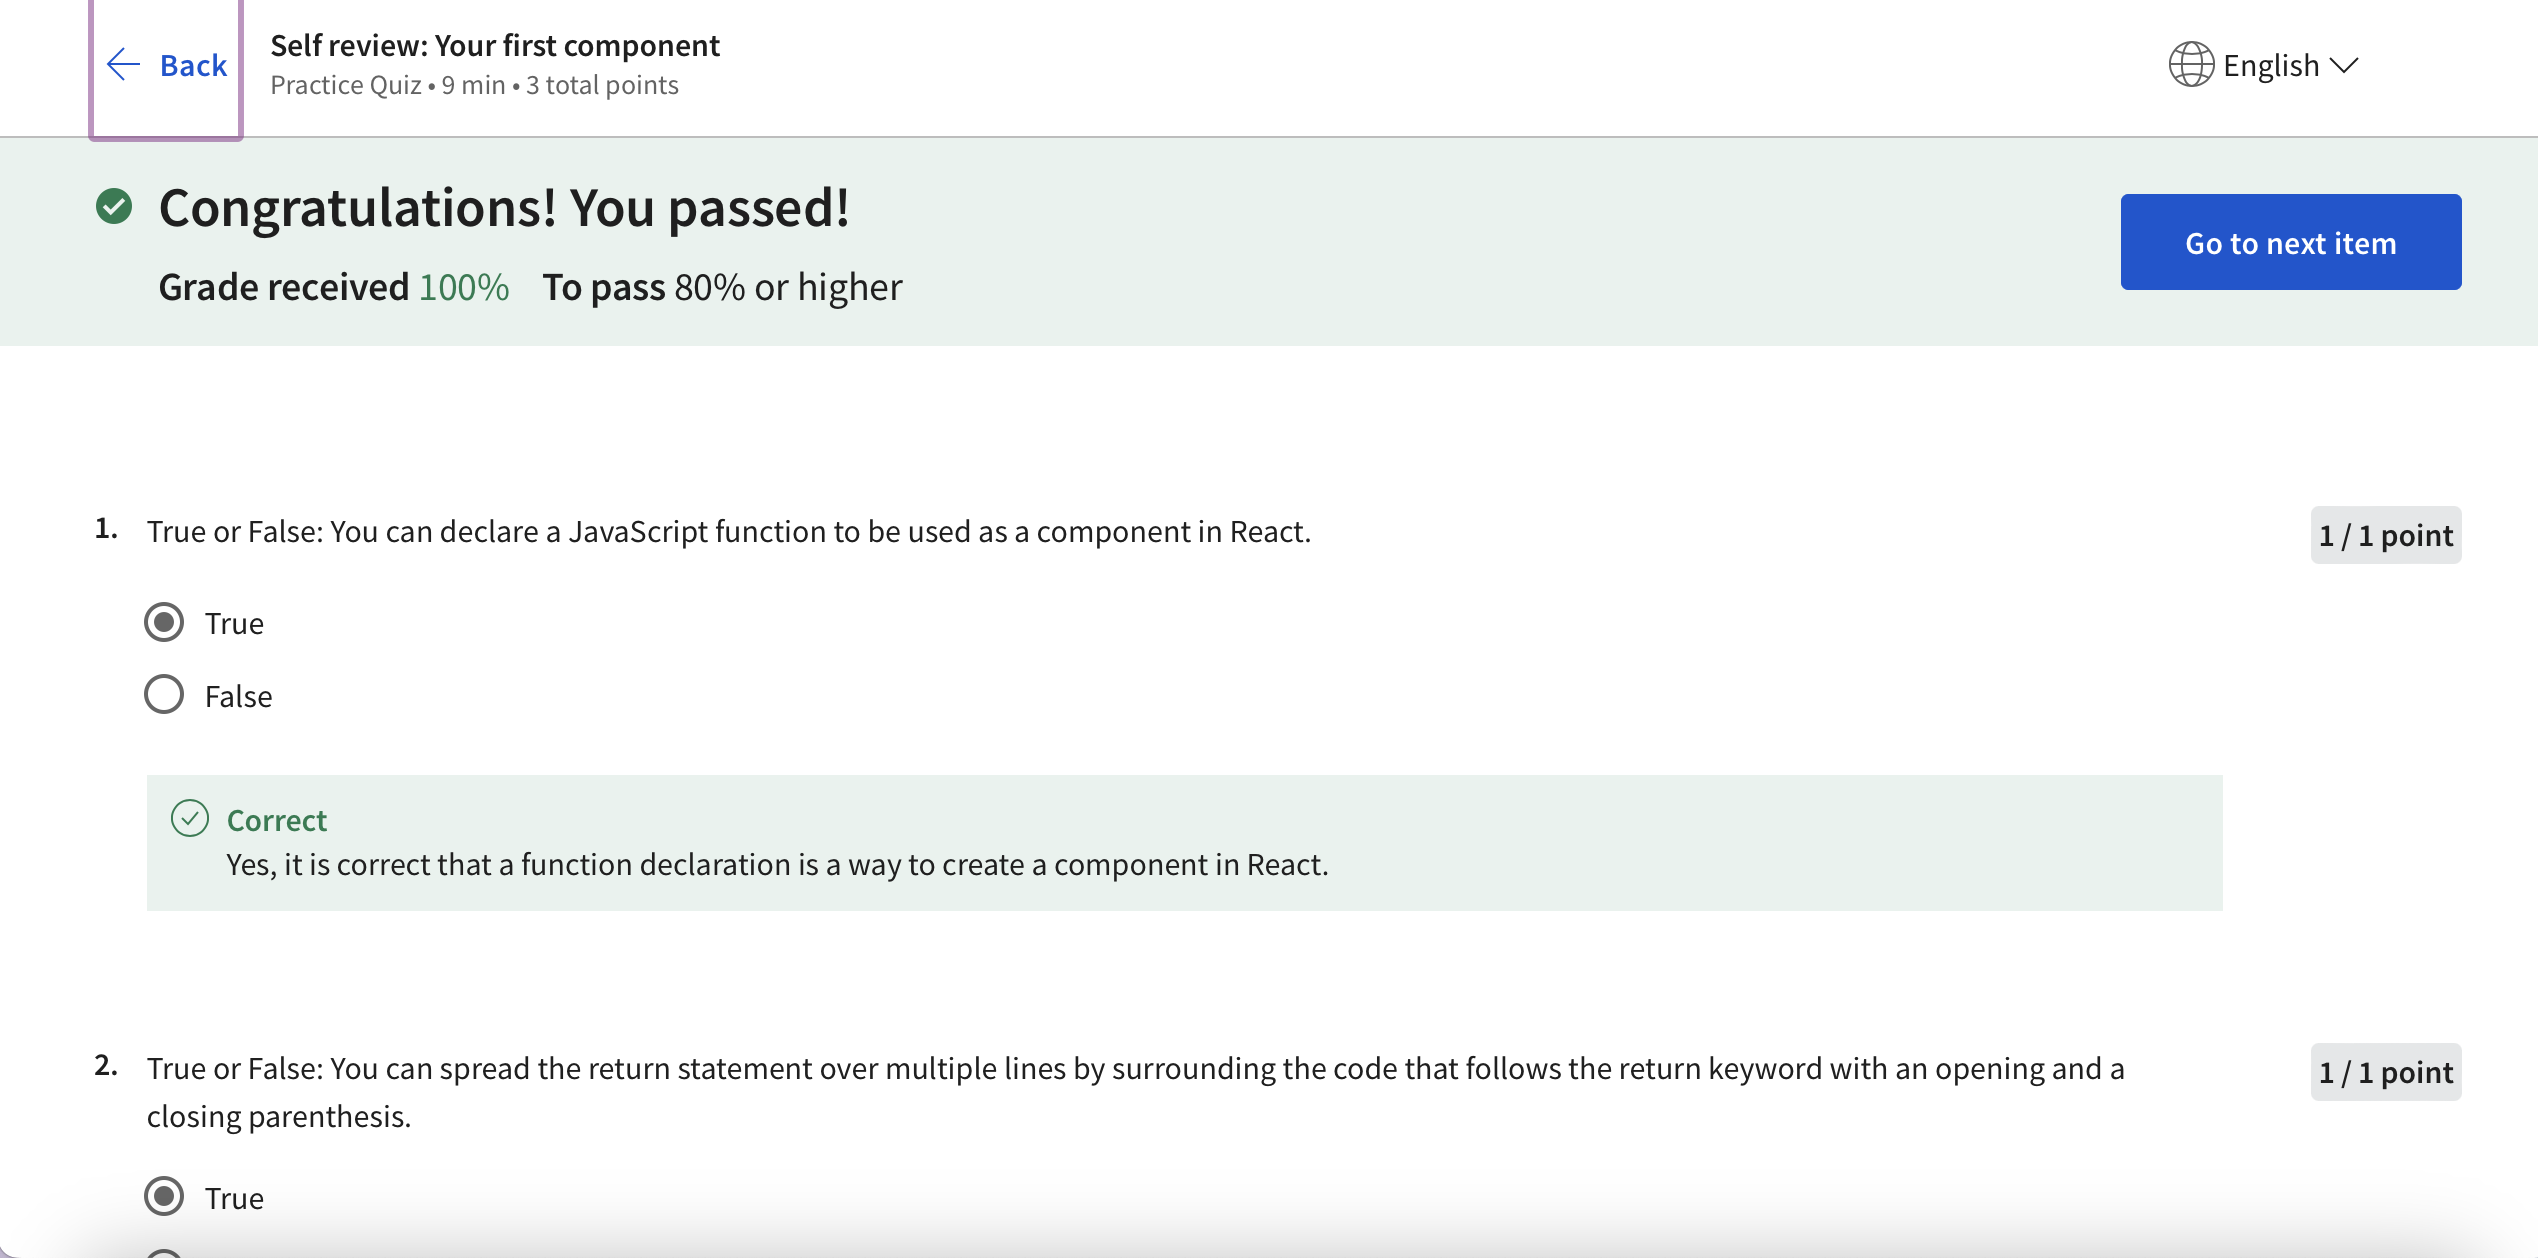 Back
Self review: Your first component
Practice Quiz • 9 min • 3 total points
English
Congratulations! You passed!
Grade received 100% To pass 80% or higher
Go to next item
1. True or False: You can declare a JavaScript function to be used as a component in React.
1 / 1 point
True
False
Correct
Yes, it is correct that a function declaration is a way to create a component in React.
2. True or False: You can spread the return statement over multiple lines by surrounding the code that follows the return keyword with an opening and a
closing parenthesis.
1 / 1 point
True